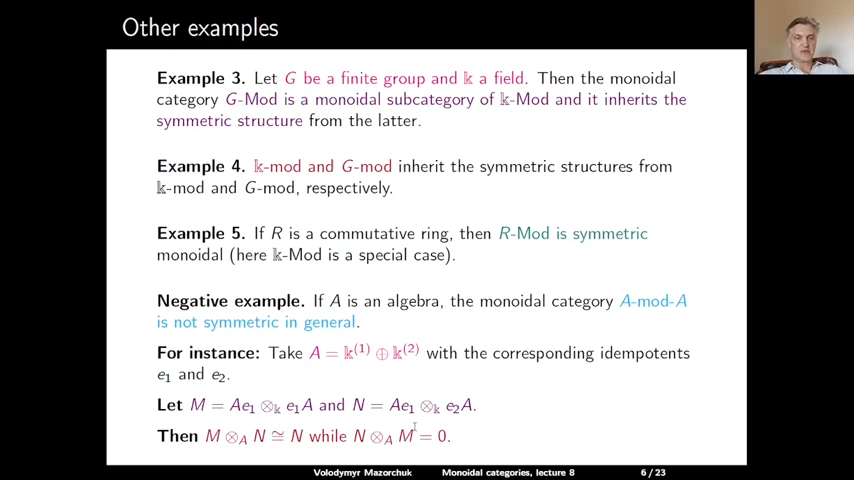 Other examples
Example 3. Let G be a finite group and 𝕜 a field. Then the monoidal
category G-Mod is a monoidal subcategory of 𝕜-Mod and it inherits the
symmetric structure from the latter.
Example 4. 𝕜-mod and G-mod inherit the symmetric structures from
𝕜-mod and G-mod, respectively.
Example 5. If R is a commutative ring, then R-Mod is symmetric
monoidal (here 𝕜-Mod is a special case).
Negative example. If A is an algebra, the monoidal category A-mod-A
is not symmetric in general.
For instance: Take A = 𝕜⁽¹⁾ ⊕ 𝕜⁽²⁾ with the corresponding idempotents
e₁ and e₂.
Let M = Ae₁ ⊗_𝕜 e₁A and N = Ae₁ ⊗_𝕜 e₂A.
Then M ⊗_A N ≅ N while N ⊗_A M = 0.
Volodymyr Mazorchuk Monoidal categories, lecture 8 6 / 23